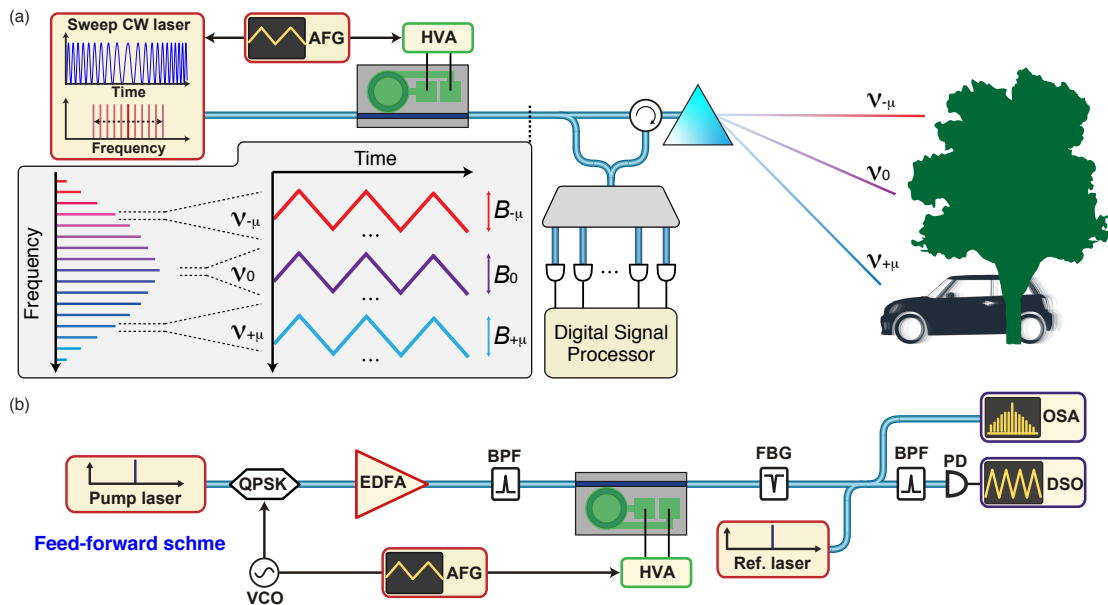 (a)
Sweep CW laser
Time
Frequency
AFG
HVA
Time
Frequency
ν-μ
ν0
ν+μ
...
...
...
B-μ
B0
B+μ
...
Digital Signal
Processor
ν-μ
ν0
ν+μ
(b)
Pump laser
QPSK
EDFA
BPF
FBG
BPF
PD
OSA
DSO
Feed-forward schme
VCO
AFG
HVA
Ref. laser